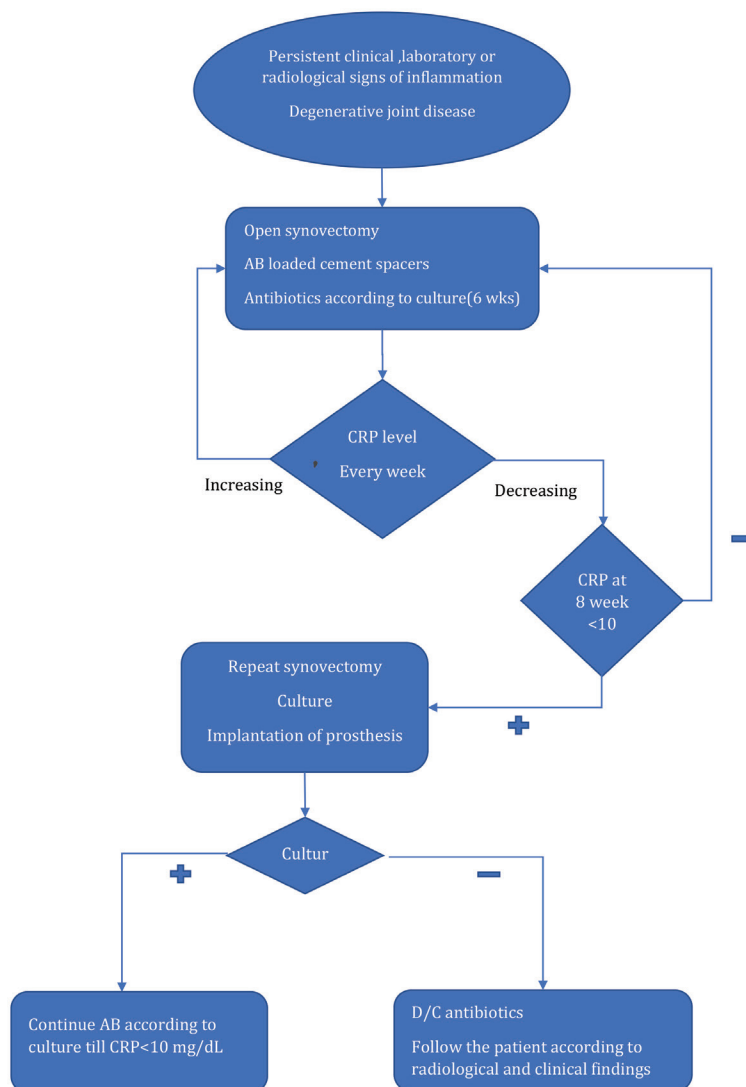 Persistent clinical ,laboratory or
radiological signs of inflammation
Degenerative joint disease
Open synovectomy
AB loaded cement spacers
Antibiotics according to culture(6 wks)
CRP level
Every week
Increasing
Decreasing
CRP at
8 week
<10
Repeat synovectomy
Culture
Implantation of prosthesis
Cultur
Continue AB according to
culture till CRP<10 mg/dL
D/C antibiotics
Follow the patient according to
radiological and clinical findings